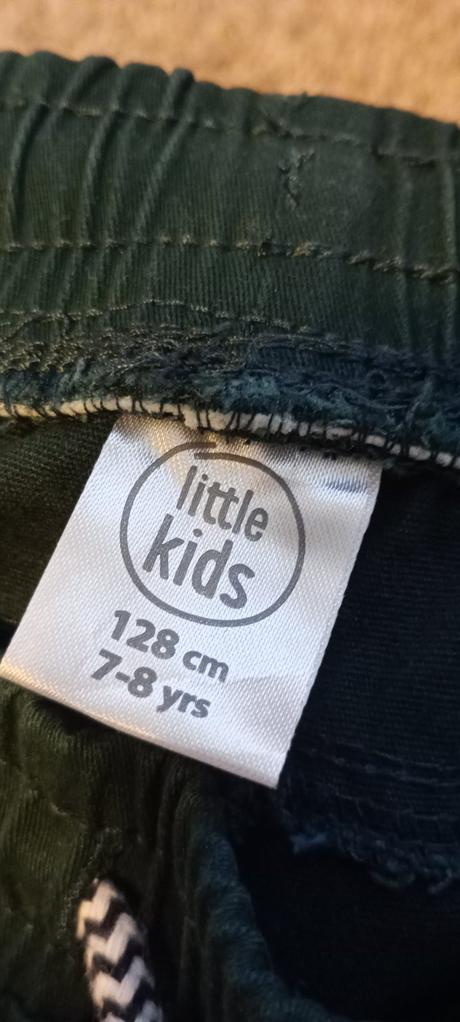 little
kids
128 cm
7-8 yrs